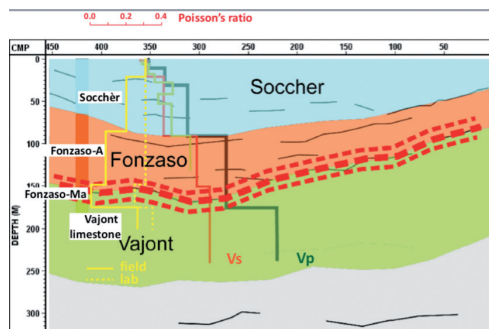 0.0 0.2 0.4 Poisson's ratio
CMP 450 400 350 300 250 200 150 100 50
0
50
100
150
200
250
300
DEPTH (M)
Soccher
Socchèr
Fonzaso-A
Fonzaso
Fonzaso-Ma
Vajont
limestone
Vajont
field
lab
Vs
Vp